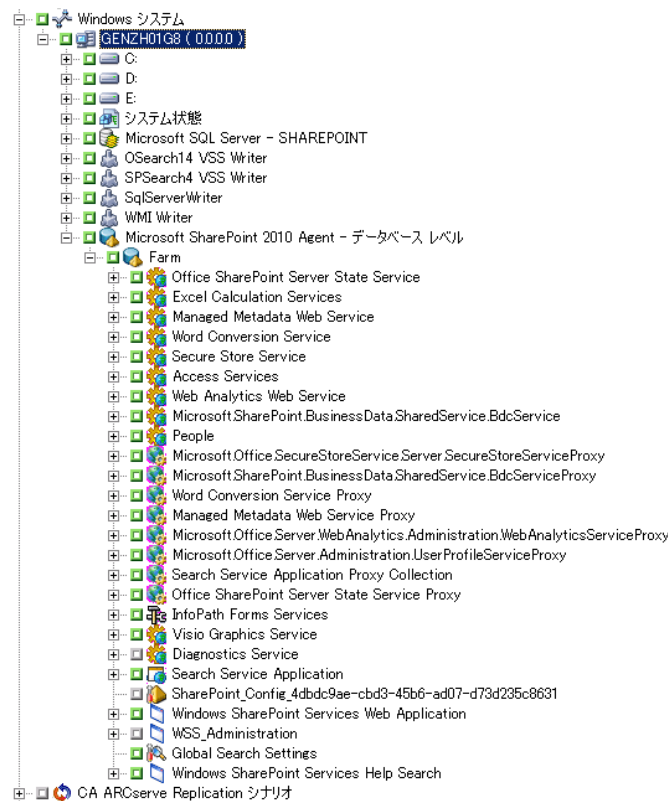 Windows システム
GENZH01G8 ( 0.0.0.0 )
C:
D:
E:
システム状態
Microsoft SQL Server - SHAREPOINT
OSearch14 VSS Writer
SPSearch4 VSS Writer
SqlServerWriter
WMI Writer
Microsoft SharePoint 2010 Agent - データベース レベル
Farm
Office SharePoint Server State Service
Excel Calculation Services
Managed Metadata Web Service
Word Conversion Service
Secure Store Service
Access Services
Web Analytics Web Service
Microsoft.SharePoint.BusinessData.SharedService.BdcService
People
Microsoft.Office.SecureStoreService.Server.SecureStoreServiceProxy
Microsoft.SharePoint.BusinessData.SharedService.BdcServiceProxy
Word Conversion Service Proxy
Managed Metadata Web Service Proxy
Microsoft.Office.Server.WebAnalytics.Administration.WebAnalyticsServiceProxy
Microsoft.Office.Server.Administration.UserProfileServiceProxy
Search Service Application Proxy Collection
Office SharePoint Server State Service Proxy
InfoPath Forms Services
Visio Graphics Service
Diagnostics Service
Search Service Application
SharePoint_Config_4dbdc9ae-cbd3-45b6-ad07-d73d235c8631
Windows SharePoint Services Web Application
WSS_Administration
Global Search Settings
Windows SharePoint Services Help Search
CA ARCserve Replication シナリオ